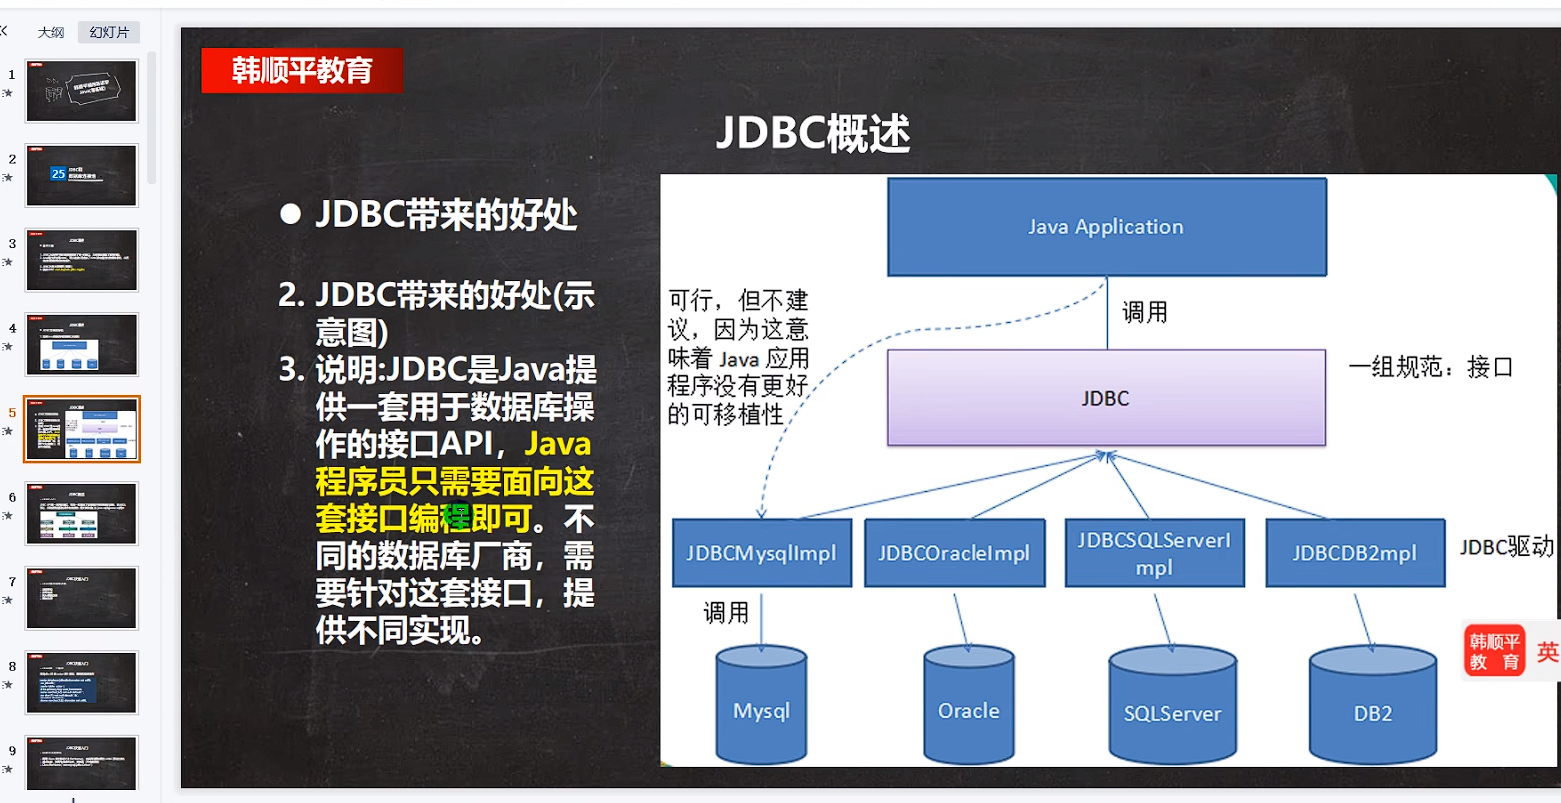 大纲
幻灯片
1
2
25
3
4
5
6
7
8
9
韩顺平教育
JDBC概述
● JDBC带来的好处
2. JDBC带来的好处(示
意图)
3. 说明:JDBC是Java提
供一套用于数据库操
作的接口API，Java
程序员只需要面向这
套接口编程即可。不
同的数据库厂商，需
要针对这套接口，提
供不同实现。
Java Application
可行，但不建
议，因为这意
味着 Java 应用
程序没有更好
的可移植性
调用
JDBC
一组规范：接口
JDBCMysqlImpl
JDBCOracleImpl
JDBCSQLServerI
mpl
JDBCDB2mpl
JDBC驱动
调用
Mysql
Oracle
SQLServer
DB2
韩顺平
教 育
英